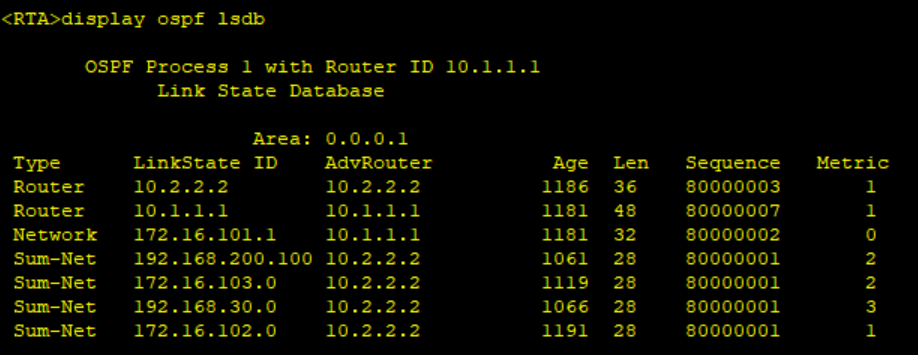 <RTA>display ospf lsdb
OSPF Process 1 with Router ID 10.1.1.1
Link State Database
Area: 0.0.0.1
Type LinkState ID AdvRouter Age Len Sequence Metric
Router 10.2.2.2 10.2.2.2 1186 36 80000003 1
Router 10.1.1.1 10.1.1.1 1181 48 80000007 1
Network 172.16.101.1 10.1.1.1 1181 32 80000002 0
Sum-Net 192.168.200.100 10.2.2.2 1061 28 80000001 2
Sum-Net 172.16.103.0 10.2.2.2 1119 28 80000001 2
Sum-Net 192.168.30.0 10.2.2.2 1066 28 80000001 3
Sum-Net 172.16.102.0 10.2.2.2 1191 28 80000001 1